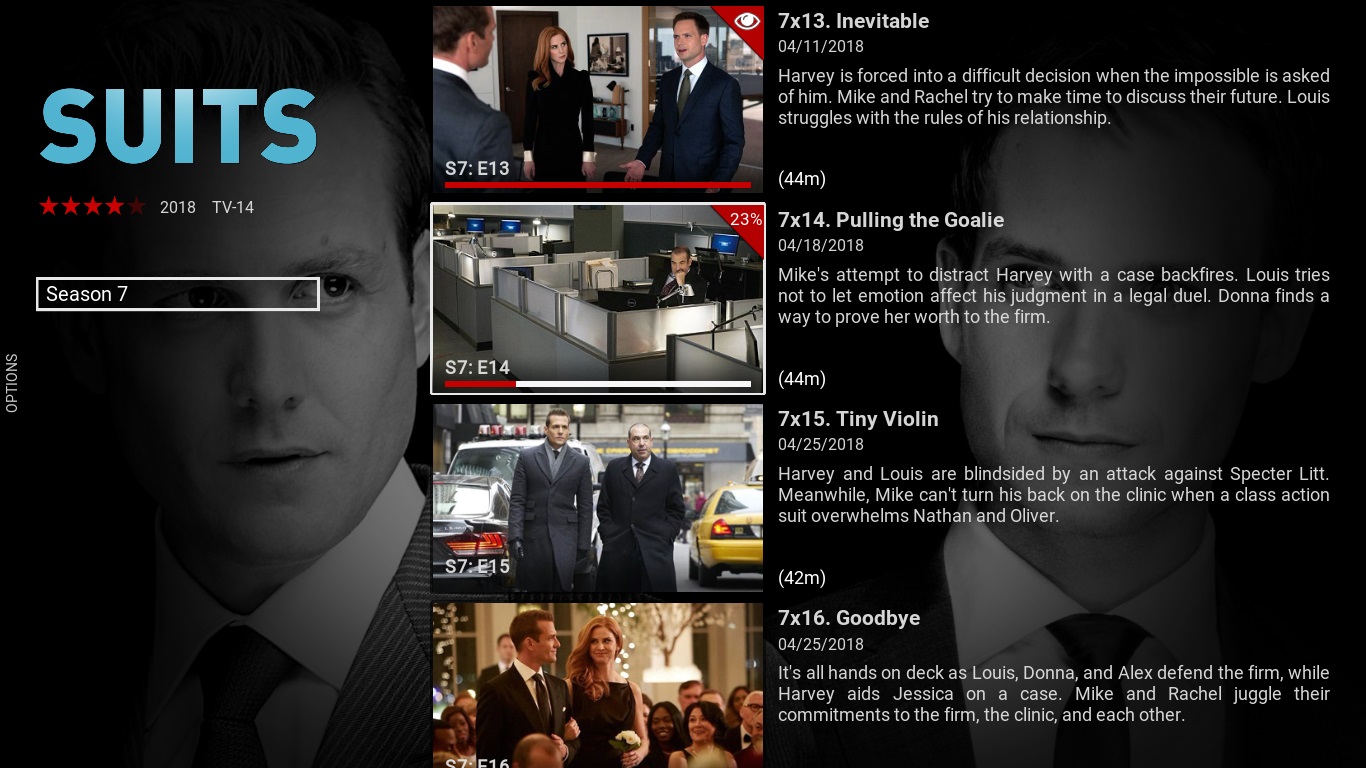 SUITS
2018 TV-14
Season 7
OPTIONS
S7: E13
7x13. Inevitable
04/11/2018
Harvey is forced into a difficult decision when the impossible is asked
of him. Mike and Rachel try to make time to discuss their future. Louis
struggles with the rules of his relationship.
(44m)
23%
S7: E14
7x14. Pulling the Goalie
04/18/2018
Mike's attempt to distract Harvey with a case backfires. Louis tries
not to let emotion affect his judgment in a legal duel. Donna finds a
way to prove her worth to the firm.
(44m)
S7: E15
7x15. Tiny Violin
04/25/2018
Harvey and Louis are blindsided by an attack against Specter Litt.
Meanwhile, Mike can't turn his back on the clinic when a class action
suit overwhelms Nathan and Oliver.
(42m)
S7: E16
7x16. Goodbye
04/25/2018
It's all hands on deck as Louis, Donna, and Alex defend the firm, while
Harvey aids Jessica on a case. Mike and Rachel juggle their
commitments to the firm, the clinic, and each other.